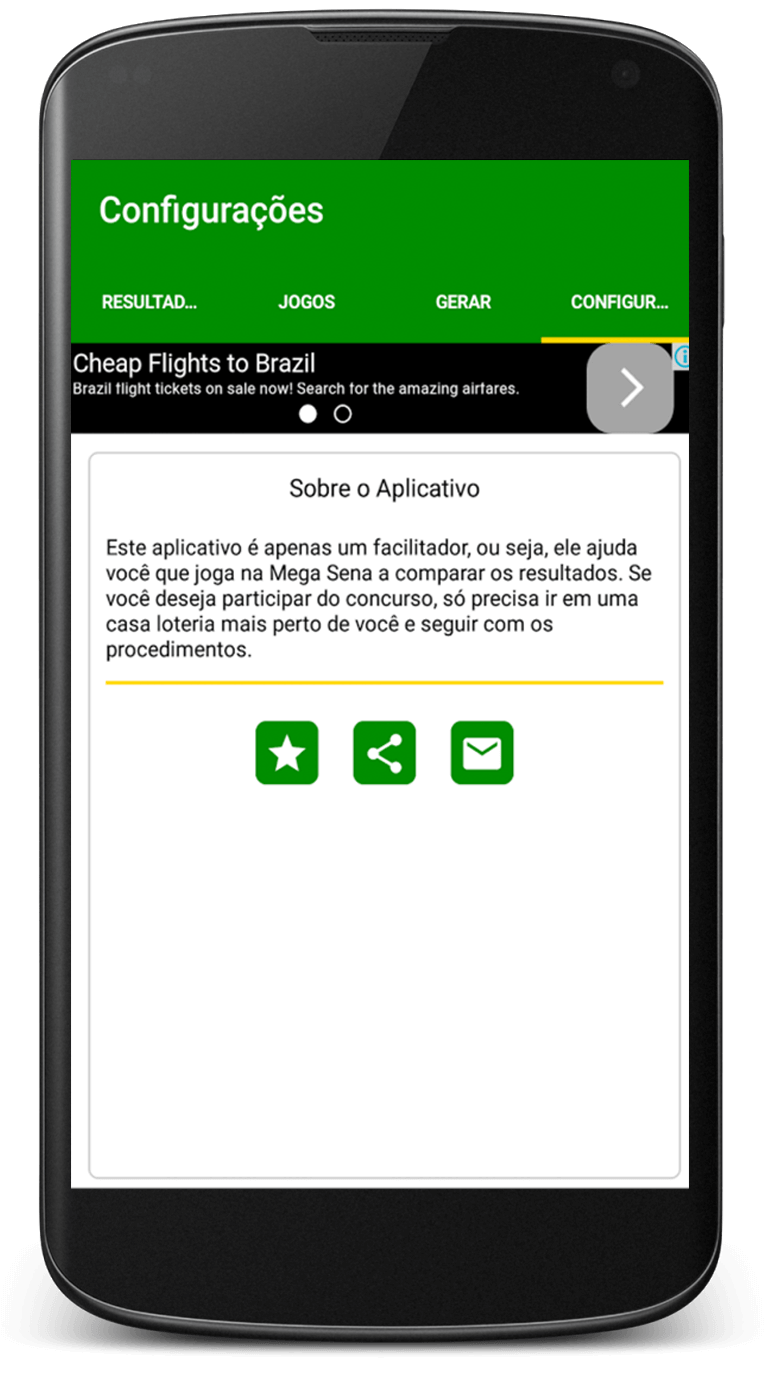 Configurações
RESULTAD... JOGOS GERAR CONFIGUR...
Cheap Flights to Brazil
Brazil flight tickets on sale now! Search for the amazing airfares.
Sobre o Aplicativo
Este aplicativo é apenas um facilitador, ou seja, ele ajuda
você que joga na Mega Sena a comparar os resultados. Se
você deseja participar do concurso, só precisa ir em uma
casa loteria mais perto de você e seguir com os
procedimentos.